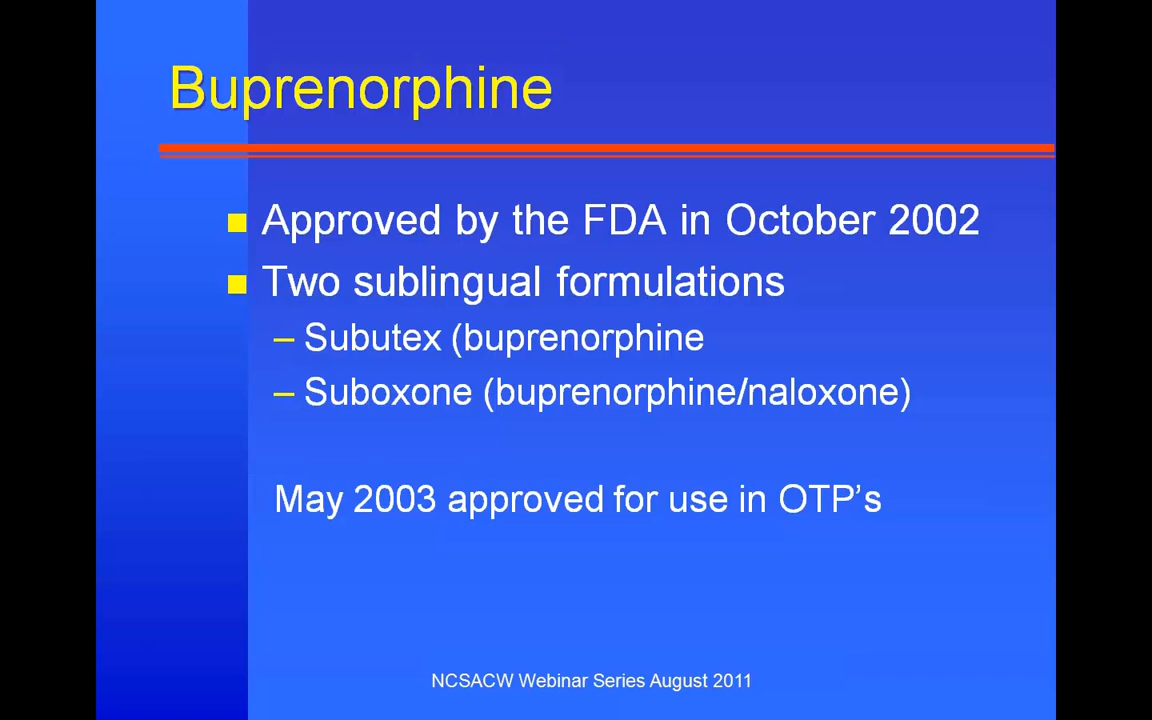 Buprenorphine
Approved by the FDA in October 2002
Two sublingual formulations
– Subutex (buprenorphine
– Suboxone (buprenorphine/naloxone)
May 2003 approved for use in OTP’s
NCSACW Webinar Series August 2011